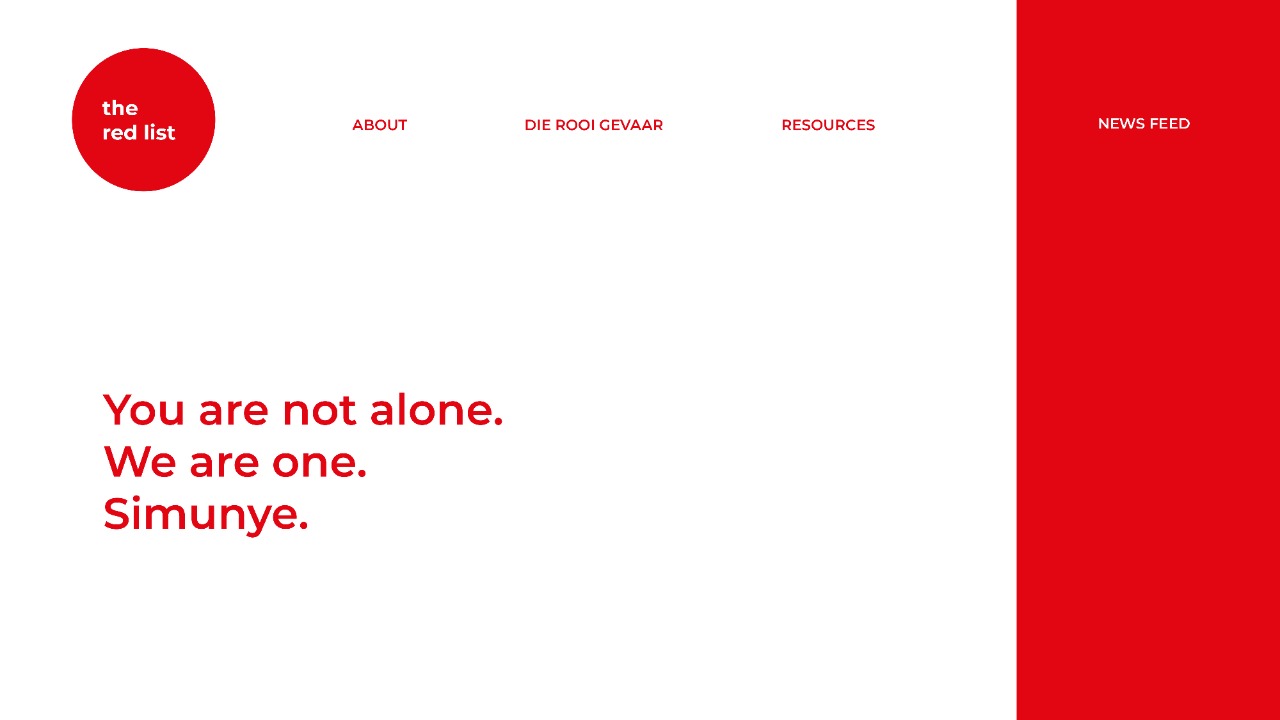 the
red list
ABOUT
DIE ROOI GEVAAR
RESOURCES
NEWS FEED
You are not alone.
We are one.
Simunye.